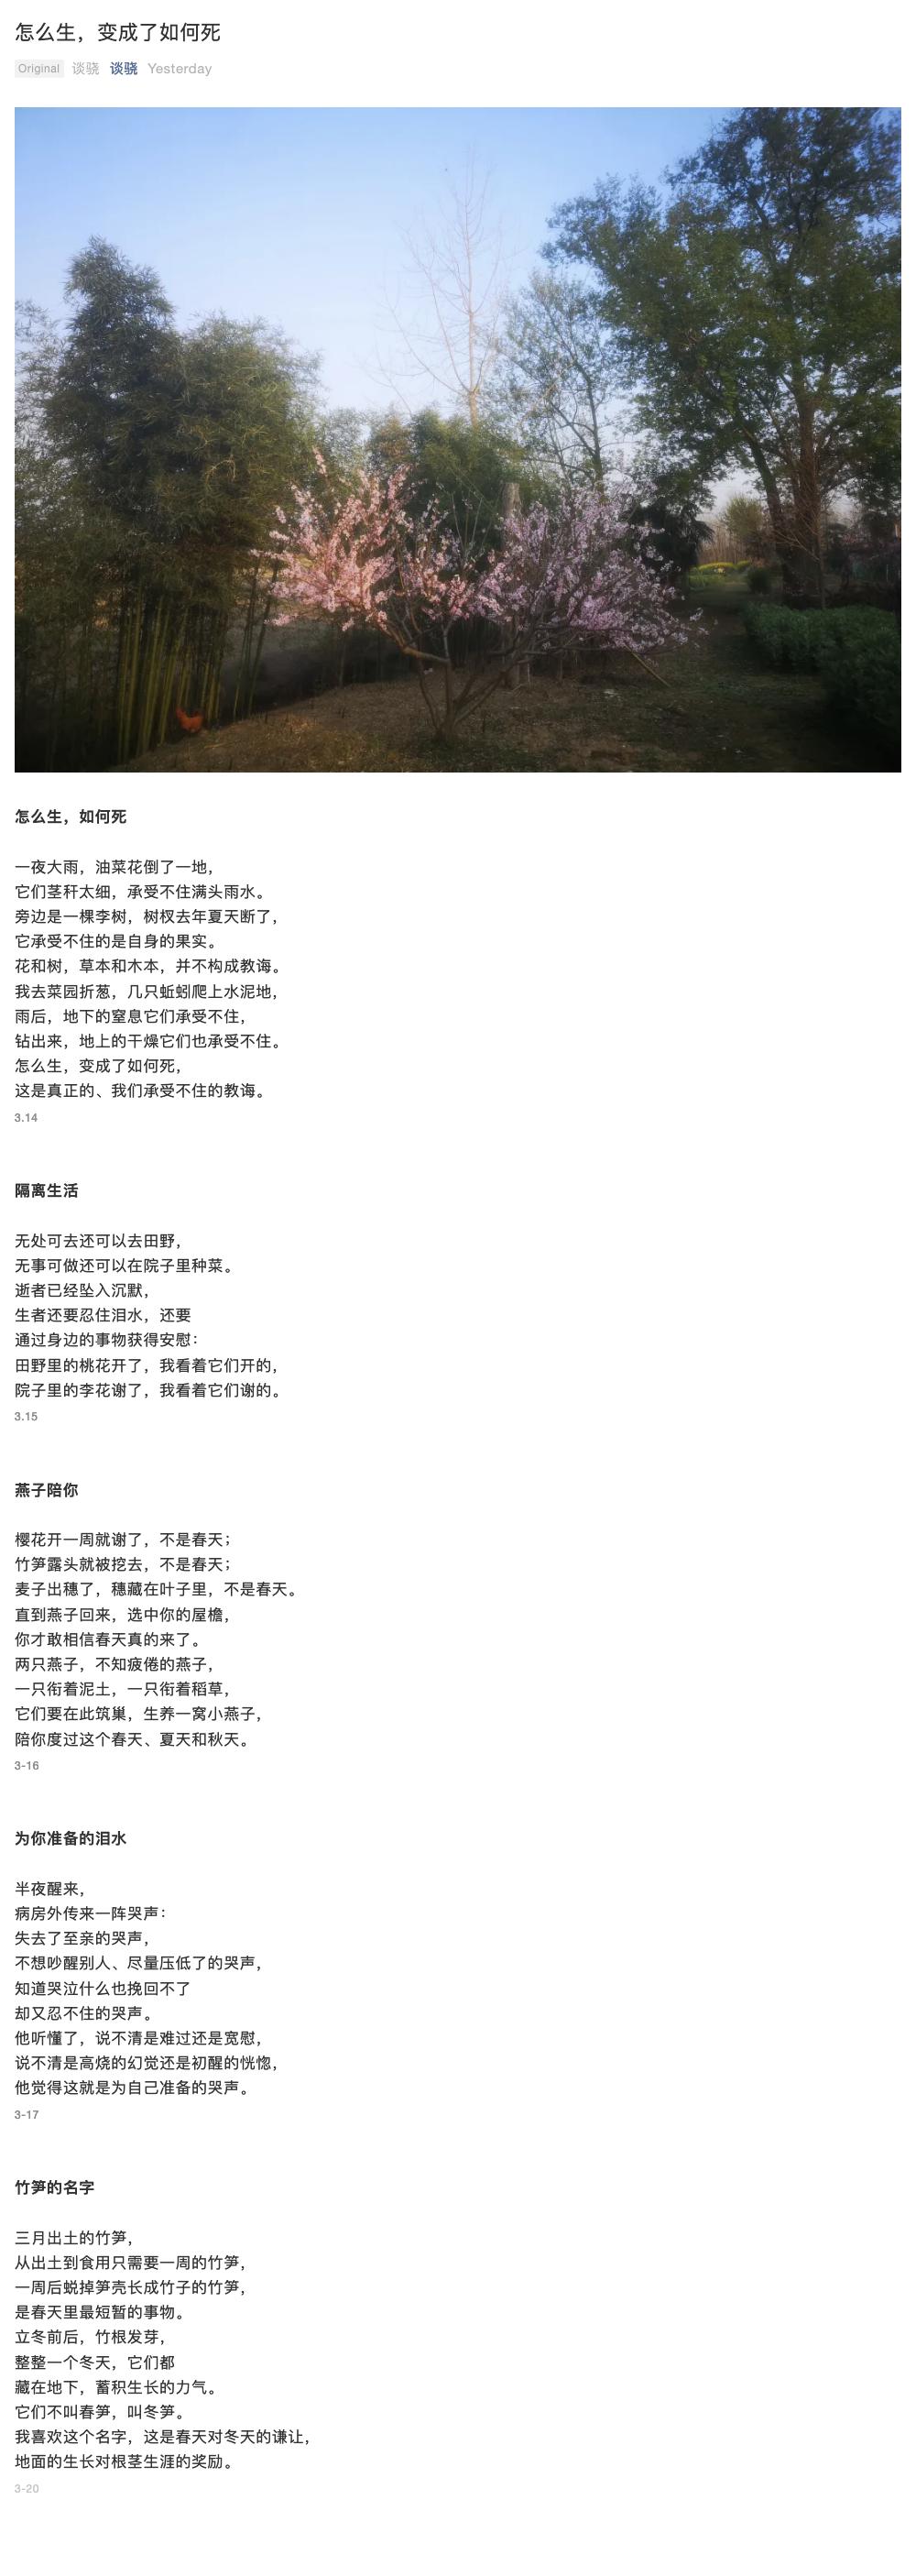 怎么生，变成了如何死
Original 谈骁 谈骁 Yesterday
怎么生，如何死
一夜大雨，油菜花倒了一地，
它们茎秆太细，承受不住满头雨水。
旁边是一棵李树，树杈去年夏天断了，
它承受不住的是自身的果实。
花和树，草本和木本，并不构成教诲。
我去菜园折葱，几只蚯蚓爬上水泥地，
雨后，地下的窒息它们承受不住，
钻出来，地上的干燥它们也承受不住。
怎么生，变成了如何死，
这是真正的、我们承受不住的教诲。
3.14
隔离生活
无处可去还可以去田野，
无事可做还可以在院子里种菜。
逝者已经坠入沉默，
生者还要忍住泪水，还要
通过身边的事物获得安慰：
田野里的桃花开了，我看着它们开的，
院子里的李花谢了，我看着它们谢的。
3.15
燕子陪你
樱花开一周就谢了，不是春天；
竹笋露头就被挖去，不是春天；
麦子出穗了，穗藏在叶子里，不是春天。
直到燕子回来，选中你的屋檐，
你才敢相信春天真的来了。
两只燕子，不知疲倦的燕子，
一只衔着泥土，一只衔着稻草，
它们要在此筑巢，生养一窝小燕子，
陪你度过这个春天、夏天和秋天。
3-16
为你准备的泪水
半夜醒来，
病房外传来一阵哭声：
失去了至亲的哭声，
不想吵醒别人、尽量压低了的哭声，
知道哭泣什么也挽回不了
却又忍不住的哭声。
他听懂了，说不清是难过还是宽慰，
说不清是高烧的幻觉还是初醒的恍惚，
他觉得这就是为自己准备的哭声。
3-17
竹笋的名字
三月出土的竹笋，
从出土到食用只需要一周的竹笋，
一周后蜕掉笋壳长成竹子的竹笋，
是春天里最短暂的事物。
立冬前后，竹根发芽，
整整一个冬天，它们都
藏在地下，蓄积生长的力气。
它们不叫春笋，叫冬笋。
我喜欢这个名字，这是春天对冬天的谦让，
地面的生长对根茎生涯的奖励。
3-20